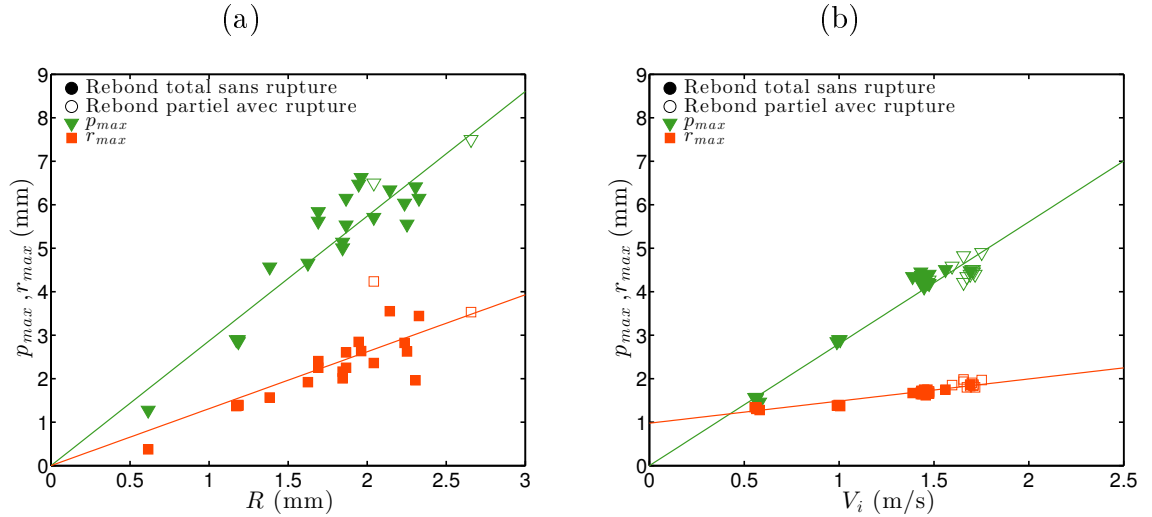 (a)
9
8
7
6
5
4
3
2
1
0
p_max, r_max (mm)
Rebond total sans rupture
Rebond partiel avec rupture
p_max
r_max
0 0.5 1 1.5 2 2.5 3
R (mm)
(b)
9
8
7
6
5
4
3
2
1
0
p_max, r_max (mm)
Rebond total sans rupture
Rebond partiel avec rupture
p_max
r_max
0 0.5 1 1.5 2 2.5
V_i (m/s)